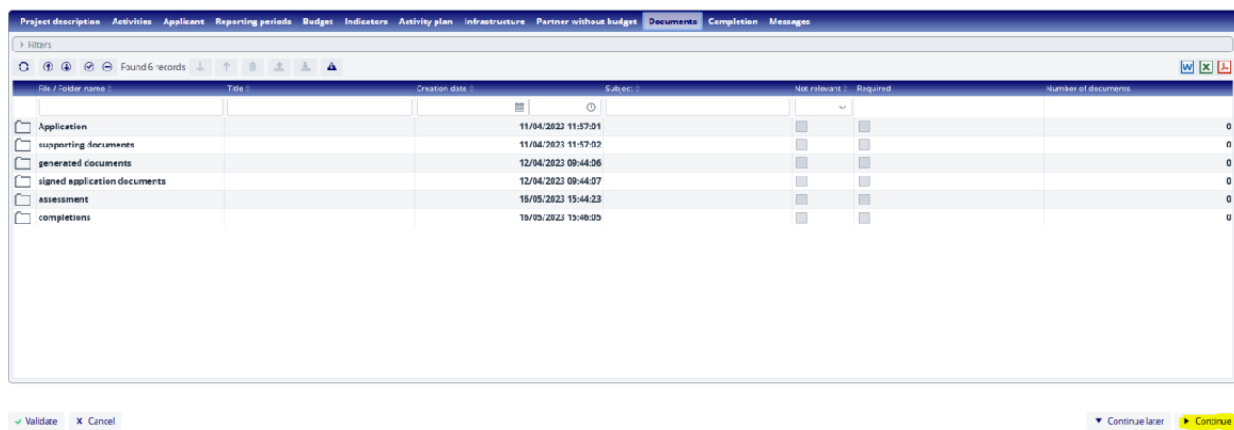 Project description Activities Applicant Reporting periods Budget Indicators Activity plan Infrastructure Partner without budget Documents Completion Messages
Filters
Found 6 records
File / Folder name Title Creation date Subject Not relevant Required Number of documents
Application 11/04/2023 11:57:01 0
supporting documents 11/04/2023 11:57:02 0
generated documents 12/04/2023 09:44:06 0
signed application documents 12/04/2023 09:44:07 0
assessment 16/05/2023 15:44:23 0
completions 16/05/2023 15:46:05 0
Validate X Cancel Continue later Continue